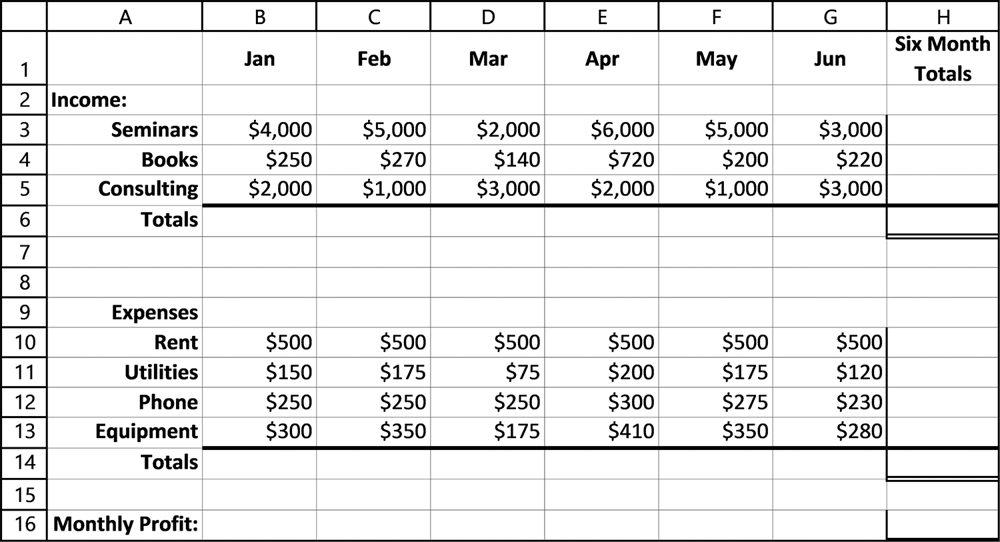 A B C D E F G H
1 Jan Feb Mar Apr May Jun Six Month Totals
2 Income:
3 Seminars $4,000 $5,000 $2,000 $6,000 $5,000 $3,000
4 Books $250 $270 $140 $720 $200 $220
5 Consulting $2,000 $1,000 $3,000 $2,000 $1,000 $3,000
6 Totals
7
8
9 Expenses
10 Rent $500 $500 $500 $500 $500 $500
11 Utilities $150 $175 $75 $200 $175 $120
12 Phone $250 $250 $250 $300 $275 $230
13 Equipment $300 $350 $175 $410 $350 $280
14 Totals
15
16 Monthly Profit: